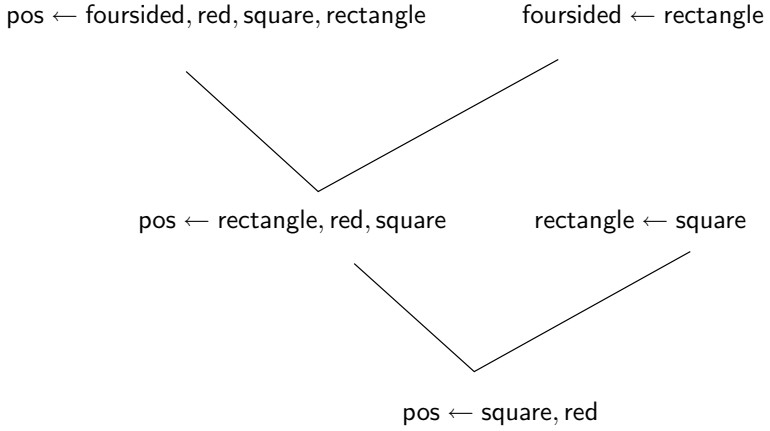 pos ← foursided, red, square, rectangle
foursided ← rectangle
pos ← rectangle, red, square
rectangle ← square
pos ← square, red